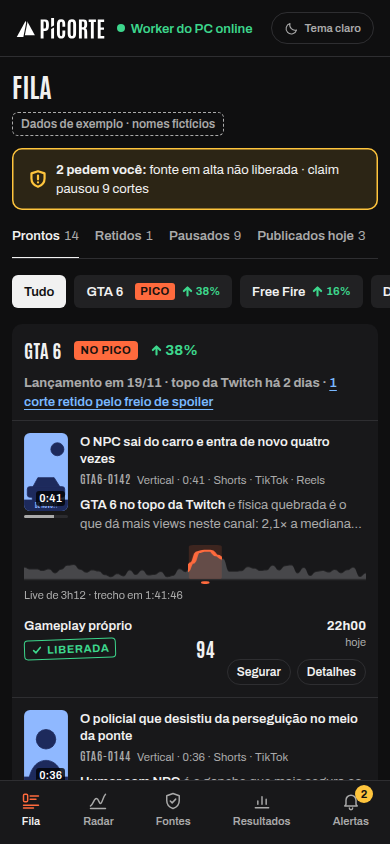 PICORTE
Worker do PC online
Tema claro
FILA
Dados de exemplo · nomes fictícios
2 pedem você: fonte em alta não liberada · claim
pausou 9 cortes
Prontos 14
Retidos 1
Pausados 9
Publicados hoje 3
Tudo
GTA 6 PICO 38%
Free Fire 16%
GTA 6 NO PICO 38%
Lançamento em 19/11 · topo da Twitch há 2 dias · 1
corte retido pelo freio de spoiler
0:41
O NPC sai do carro e entra de novo quatro
vezes
GTA6-0142 Vertical · 0:41 · Shorts · TikTok · Reels
GTA 6 no topo da Twitch e física quebrada é o
que dá mais views neste canal: 2,1× a mediana...
Live de 3h12 · trecho em 1:41:46
Gameplay próprio
LIBERADA
94
22h00
hoje
Segurar
Detalhes
0:36
O policial que desistiu da perseguição no meio
da ponte
GTA6-0144 Vertical · 0:36 · Shorts · TikTok
Fila
Radar
Fontes
Resultados
Alertas
2